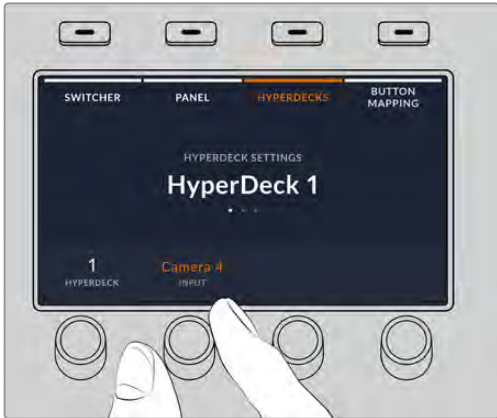 SWITCHER
PANEL
HYPERDECKS
BUTTON
MAPPING
HYPERDECK SETTINGS
HyperDeck 1
1
HYPERDECK
Camera 4
INPUT